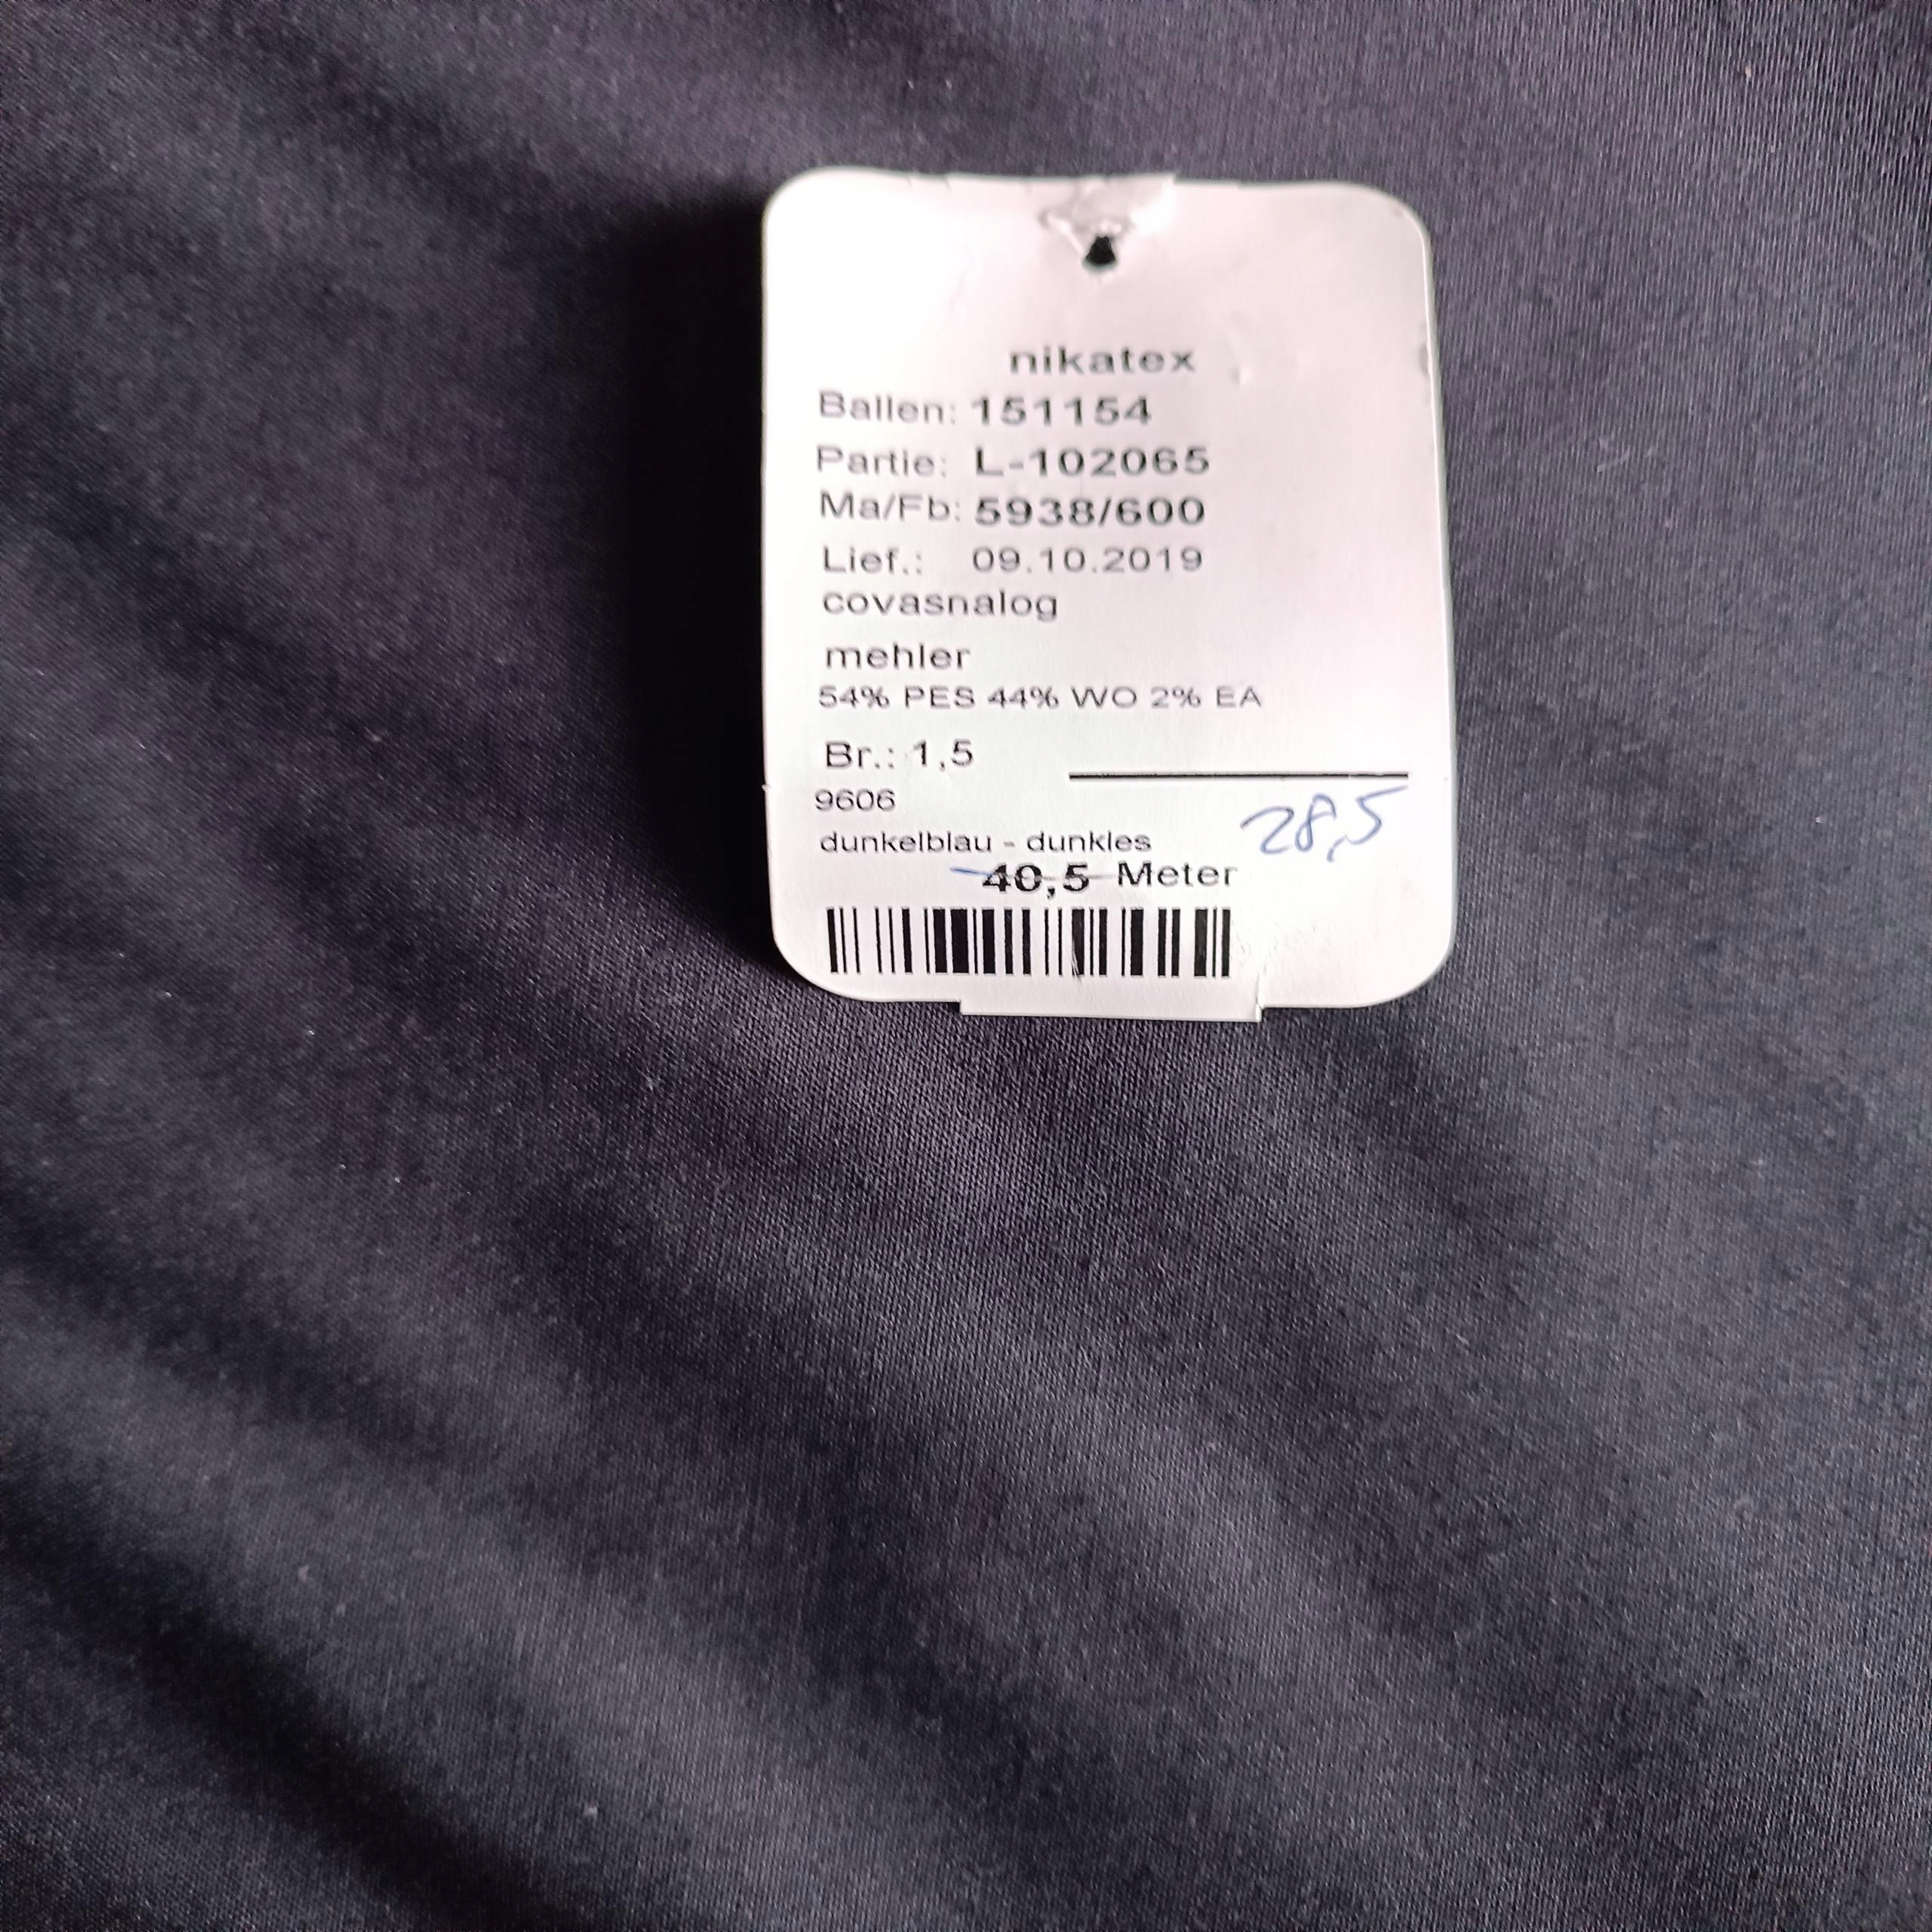 nikatex
Ballen: 151154
Partie: L-102065
Ma/Fb: 5938/600
Lief.: 09.10.2019
covasnalog
mehler
54% PES 44% WO 2% EA
Br.: 1,5
9606
28,5
dunkelblau - dunkles
40,5 Meter